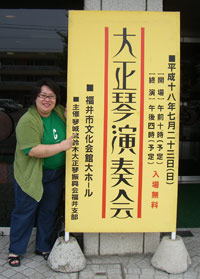 ■平成十八年七月二十三日(日)
[開場]午前十時(予定)
[終演]午後四時(予定)
入場無料
大正琴演奏会
■福井市文化会館大ホール
■主催 琴城流鈴木大正琴振興会福井支部